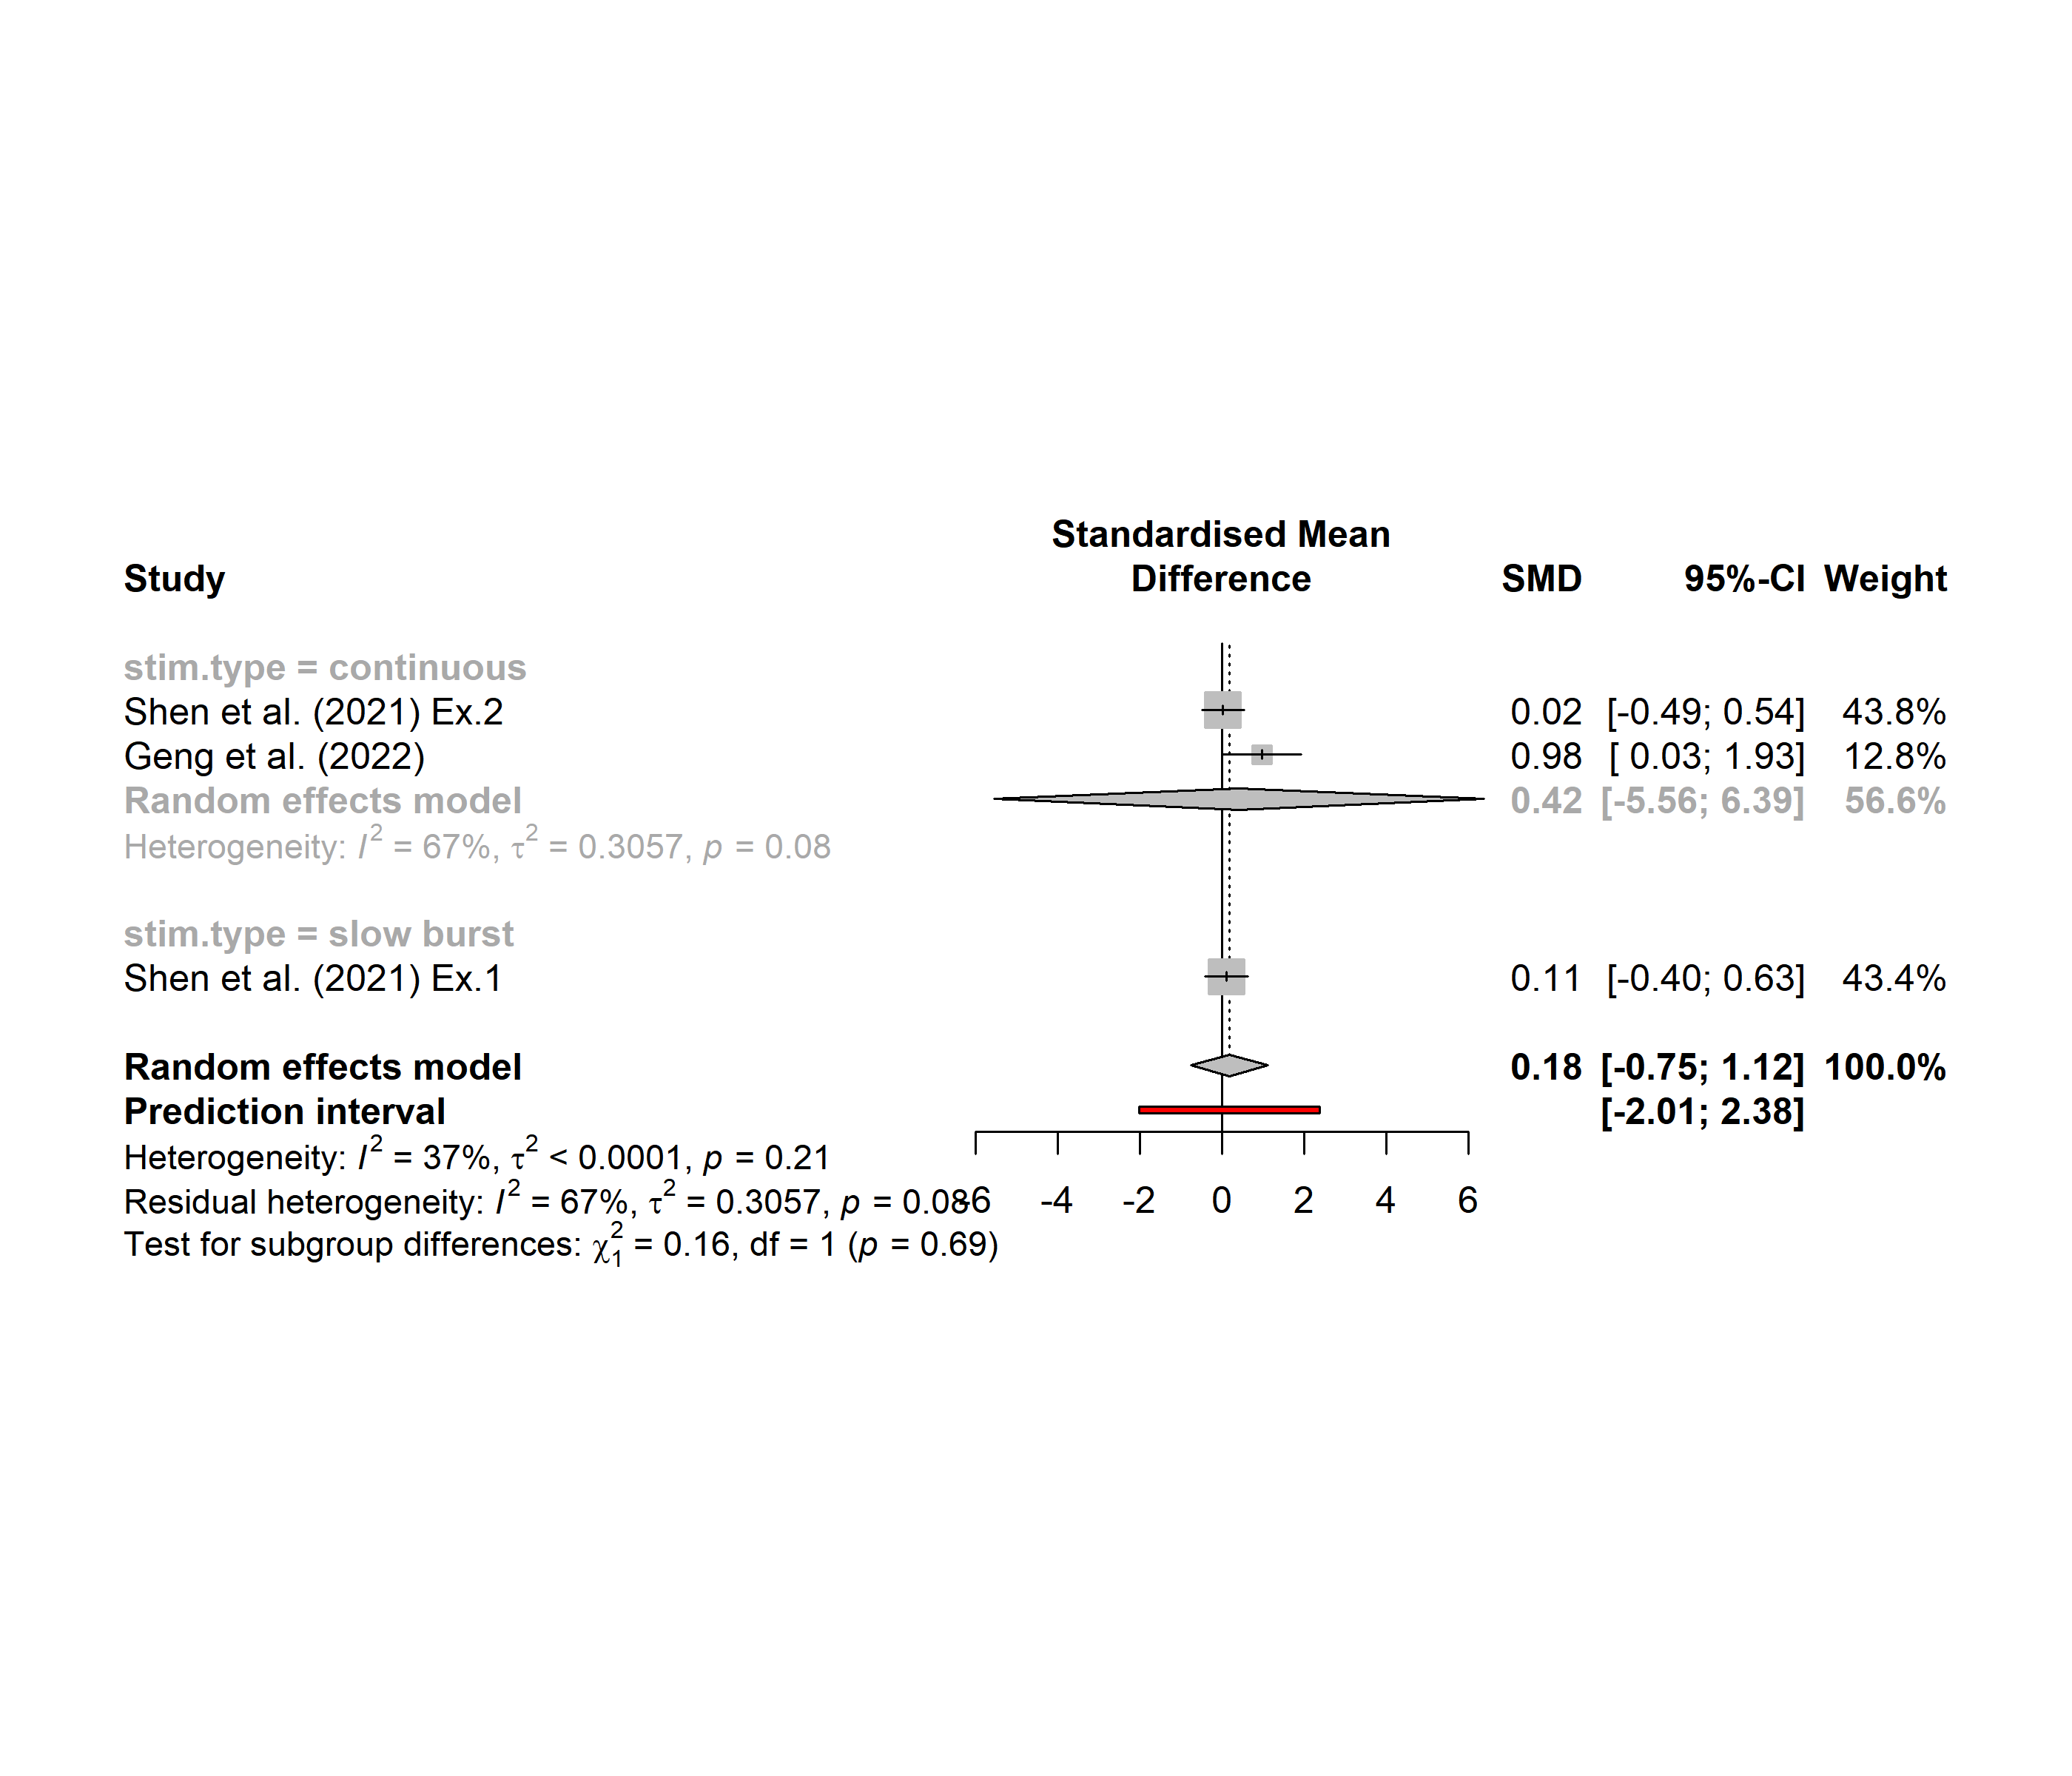 Standardised Mean
Study Difference SMD 95%-CI Weight
stim.type = continuous
Shen et al. (2021) Ex.2 0.02 [-0.49; 0.54] 43.8%
Geng et al. (2022) 0.98 [ 0.03; 1.93] 12.8%
Random effects model 0.42 [-5.56; 6.39] 56.6%
Heterogeneity: I² = 67%, τ² = 0.3057, p = 0.08
stim.type = slow burst
Shen et al. (2021) Ex.1 0.11 [-0.40; 0.63] 43.4%
Random effects model 0.18 [-0.75; 1.12] 100.0%
Prediction interval [-2.01; 2.38]
Heterogeneity: I² = 37%, τ² < 0.0001, p = 0.21
Residual heterogeneity: I² = 67%, τ² = 0.3057, p = 0.08 -6 -4 -2 0 2 4 6
Test for subgroup differences: χ²₁ = 0.16, df = 1 (p = 0.69)